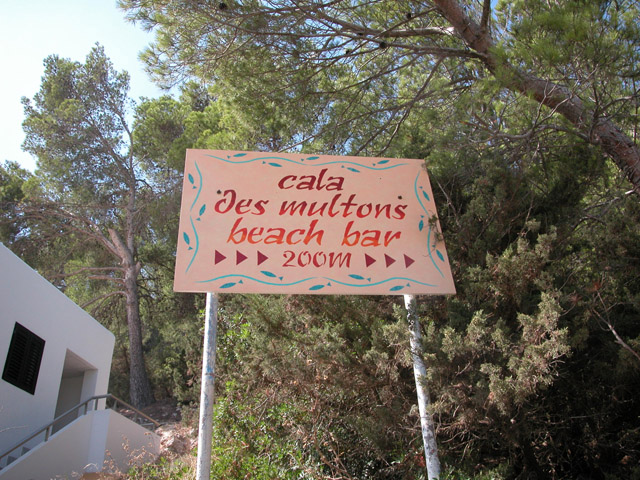 cala
des multons
beach bar
200m